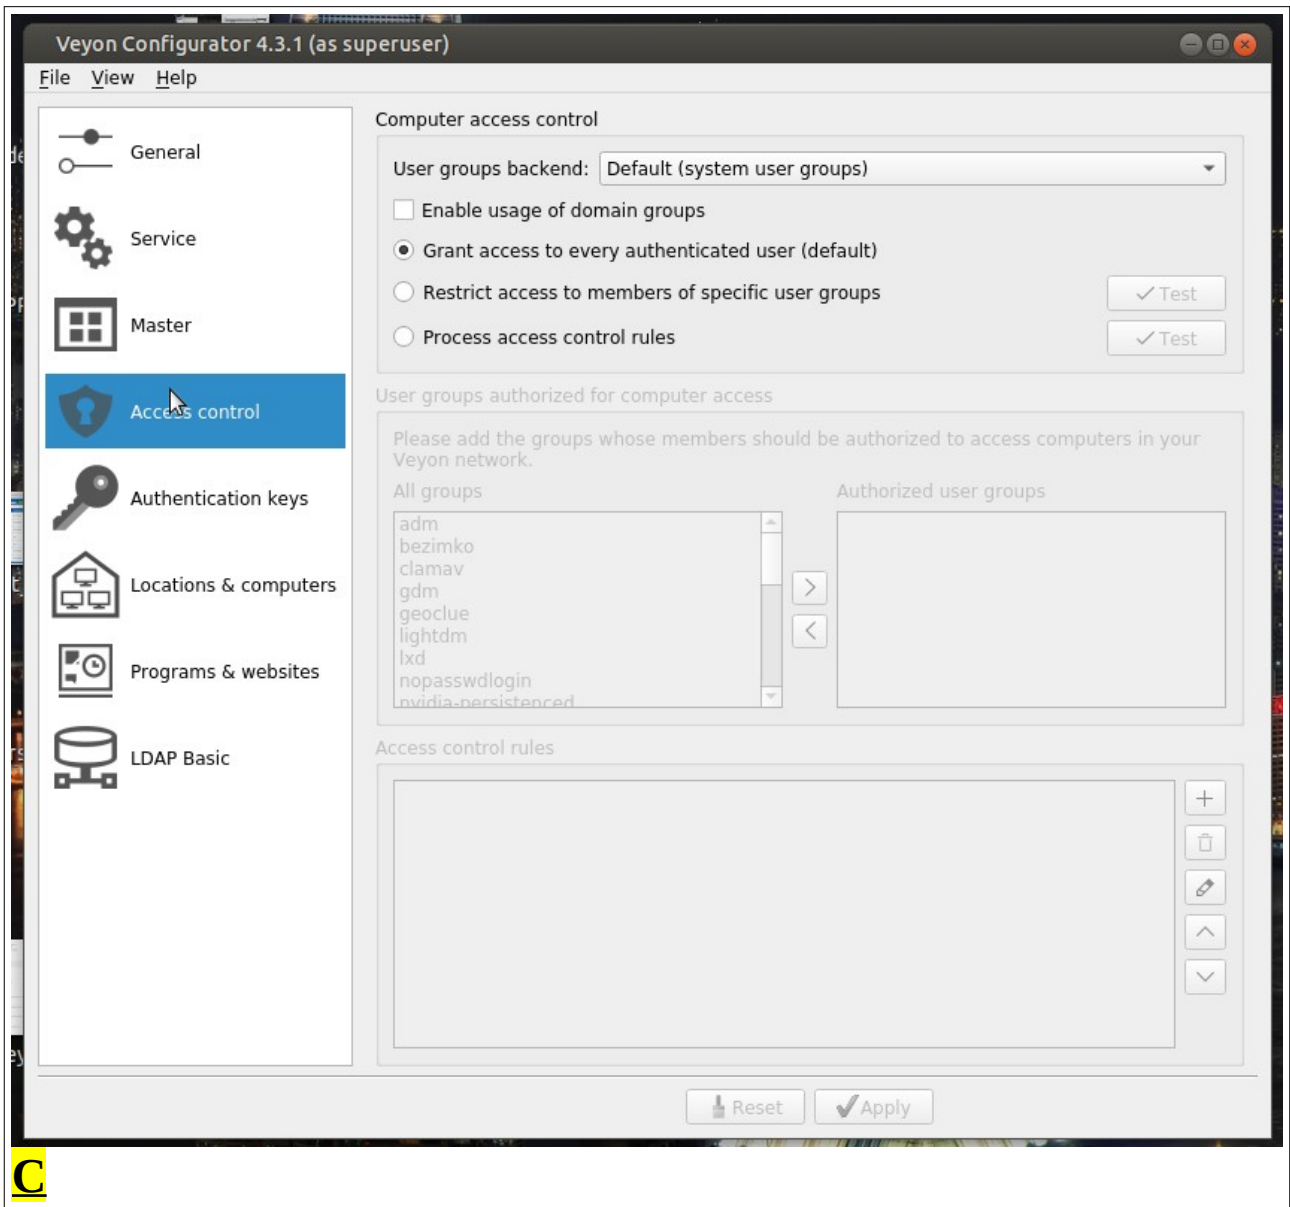 Veyon Configurator 4.3.1 (as superuser)
File View Help
General
Service
Master
Access control
Authentication keys
Locations & computers
Programs & websites
LDAP Basic
Computer access control
User groups backend: Default (system user groups)
Enable usage of domain groups
Grant access to every authenticated user (default)
Restrict access to members of specific user groups Test
Process access control rules Test
User groups authorized for computer access
Please add the groups whose members should be authorized to access computers in your
Veyon network.
All groups Authorized user groups
adm
bezimko
clamav
gdm
geoclue
lightdm
lxd
nopasswdlogin
nvidia-persistenced
Access control rules
Reset Apply
C